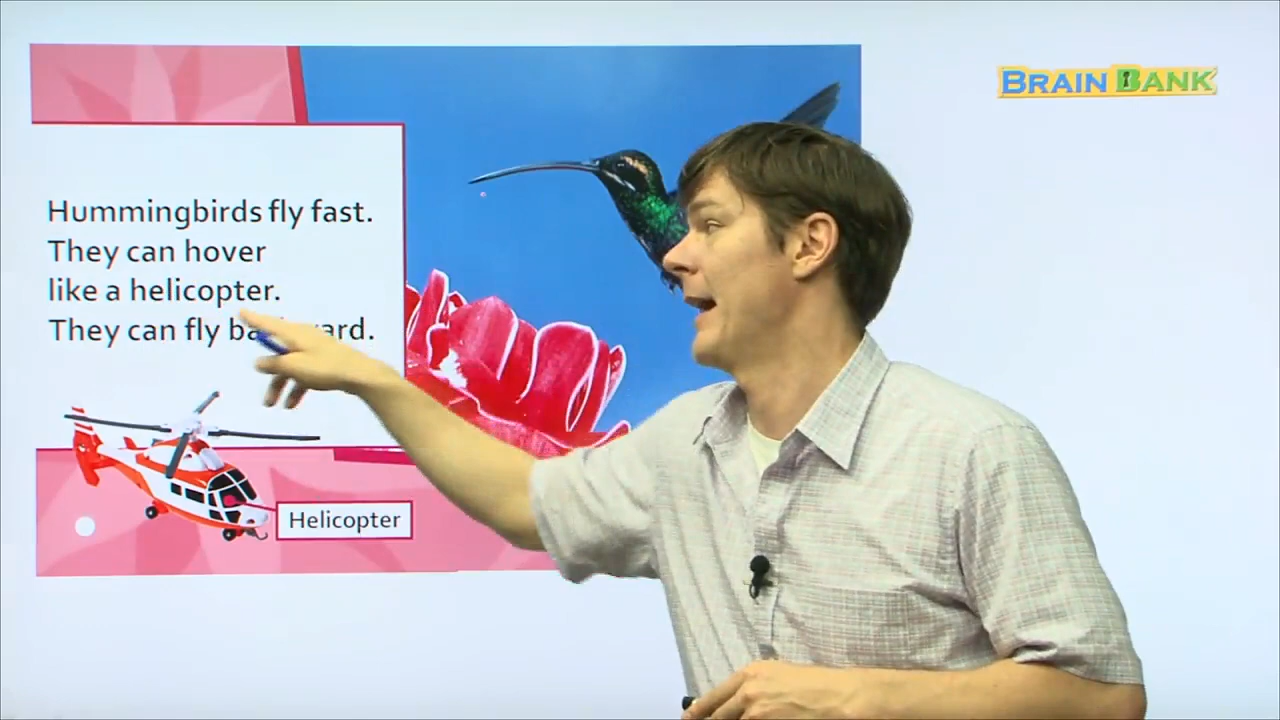 BRAIN BANK
Hummingbirds fly fast.
They can hover
like a helicopter.
They can fly
Helicopter